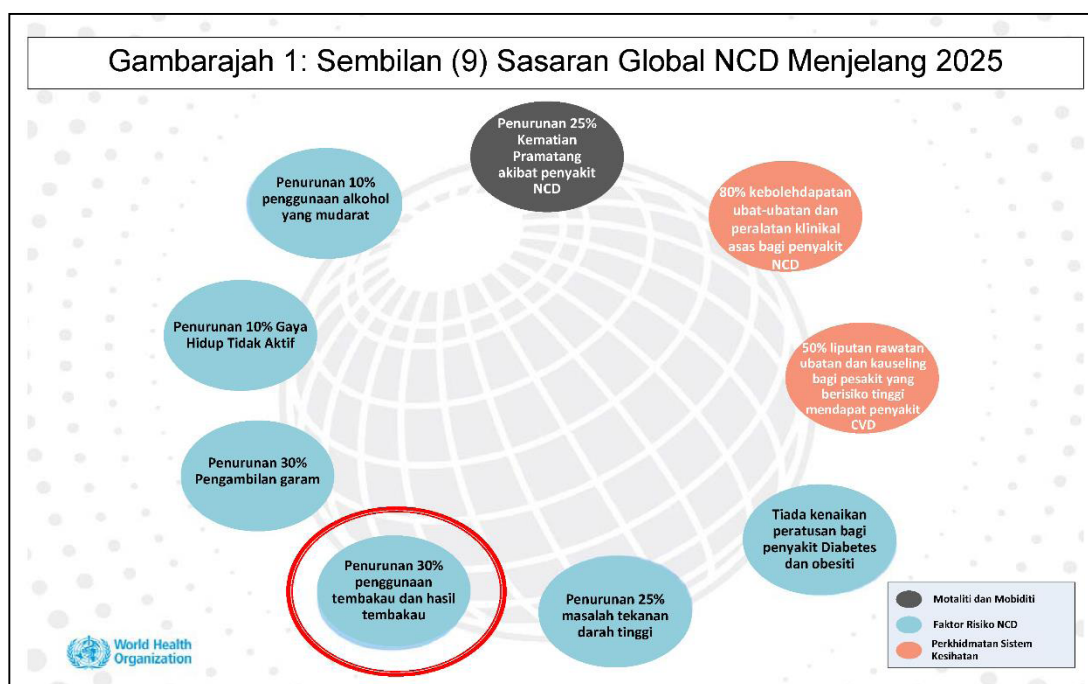 Gambarajah 1: Sembilan (9) Sasaran Global NCD Menjelang 2025
Penurunan 25%
Kematian
Pramatang
akibat penyakit
NCD
80% kebolehdapatan
ubat-ubatan dan
peralatan klinikal
asas bagi penyakit
NCD
50% liputan rawatan
ubatan dan kauseling
bagi pesakit yang
berisiko tinggi
mendapat penyakit
CVD
Tiada kenaikan
peratusan bagi
penyakit Diabetes
dan obesiti
Penurunan 25%
masalah tekanan
darah tinggi
Penurunan 30%
penggunaan
tembakau dan hasil
tembakau
Penurunan 30%
Pengambilan garam
Penurunan 10% Gaya
Hidup Tidak Aktif
Penurunan 10%
penggunaan alkohol
yang mudarat
Motaliti dan Mobiditi
Faktor Risiko NCD
Perkhidmatan Sistem
Kesihatan
World Health
Organization